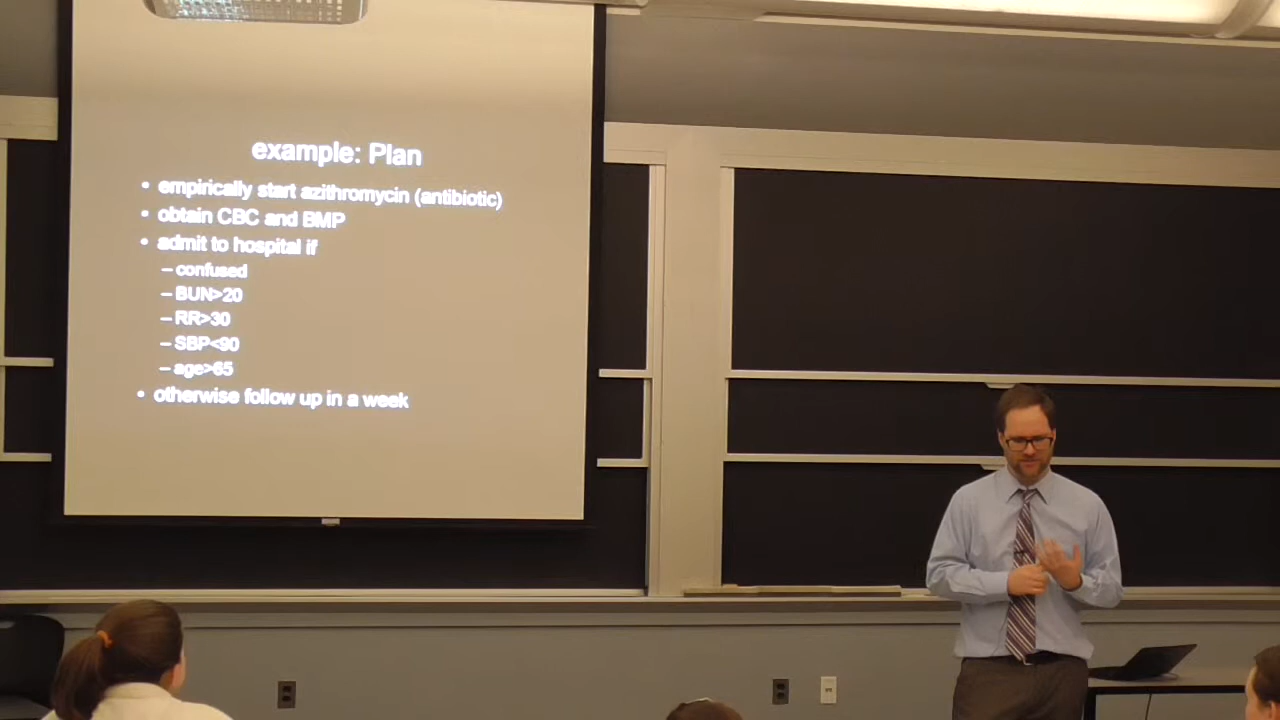 example: Plan
• empirically start azithromycin (antibiotic)
• obtain CBC and BMP
• admit to hospital if
– confused
– BUN>20
– RR>30
– SBP<90
– age>65
• otherwise follow up in a week